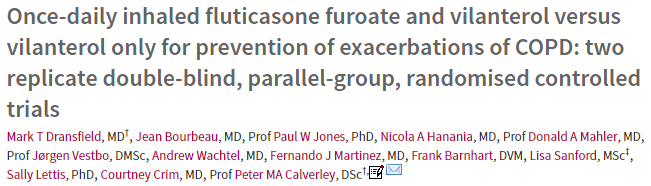 Once-daily inhaled fluticasone furoate and vilanterol versus
vilanterol only for prevention of exacerbations of COPD: two
replicate double-blind, parallel-group, randomised controlled
trials
Mark T Dransfield, MD†, Jean Bourbeau, MD, Prof Paul W Jones, PhD, Nicola A Hanania, MD, Prof Donald A Mahler, MD,
Prof Jørgen Vestbo, DMSc, Andrew Wachtel, MD, Fernando J Martinez, MD, Frank Barnhart, DVM, Lisa Sanford, MSc‡,
Sally Lettis, PhD, Courtney Crim, MD, Prof Peter MA Calverley, DSc†,